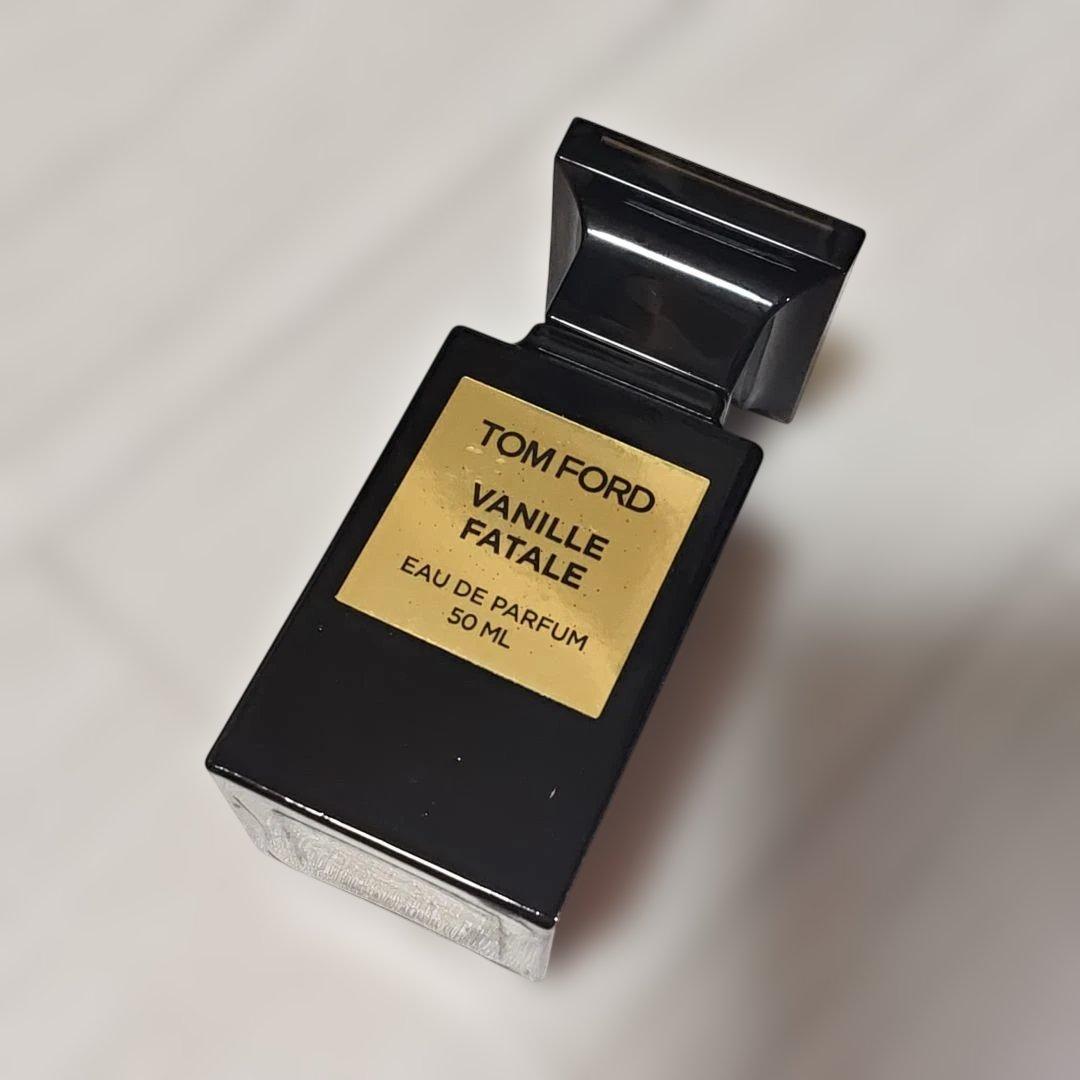 TOM FORD
VANILLE
FATALE
EAU DE PARFUM
50 ML